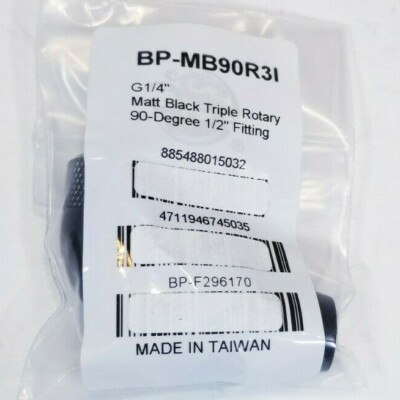 BP-MB90R3I
G1/4"
Matt Black Triple Rotary
90-Degree 1/2" Fitting
885488015032
4711946745035
BP-F296170
MADE IN TAIWAN